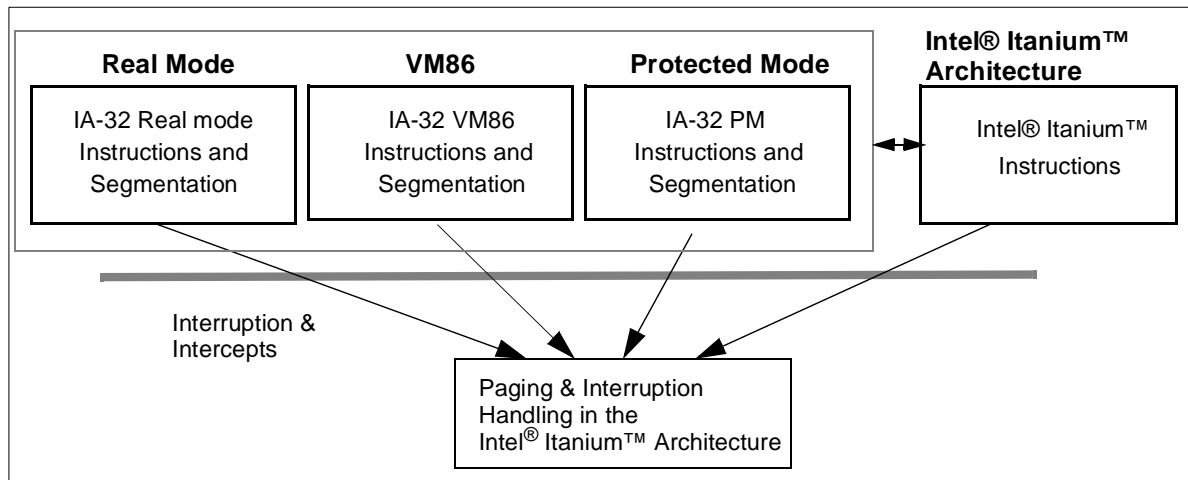 Real Mode
VM86
Protected Mode
Intel® Itanium™
Architecture
IA-32 Real mode
Instructions and
Segmentation
IA-32 VM86
Instructions and
Segmentation
IA-32 PM
Instructions and
Segmentation
Intel® Itanium™
Instructions
Interruption &
Intercepts
Paging & Interruption
Handling in the
Intel® Itanium™ Architecture